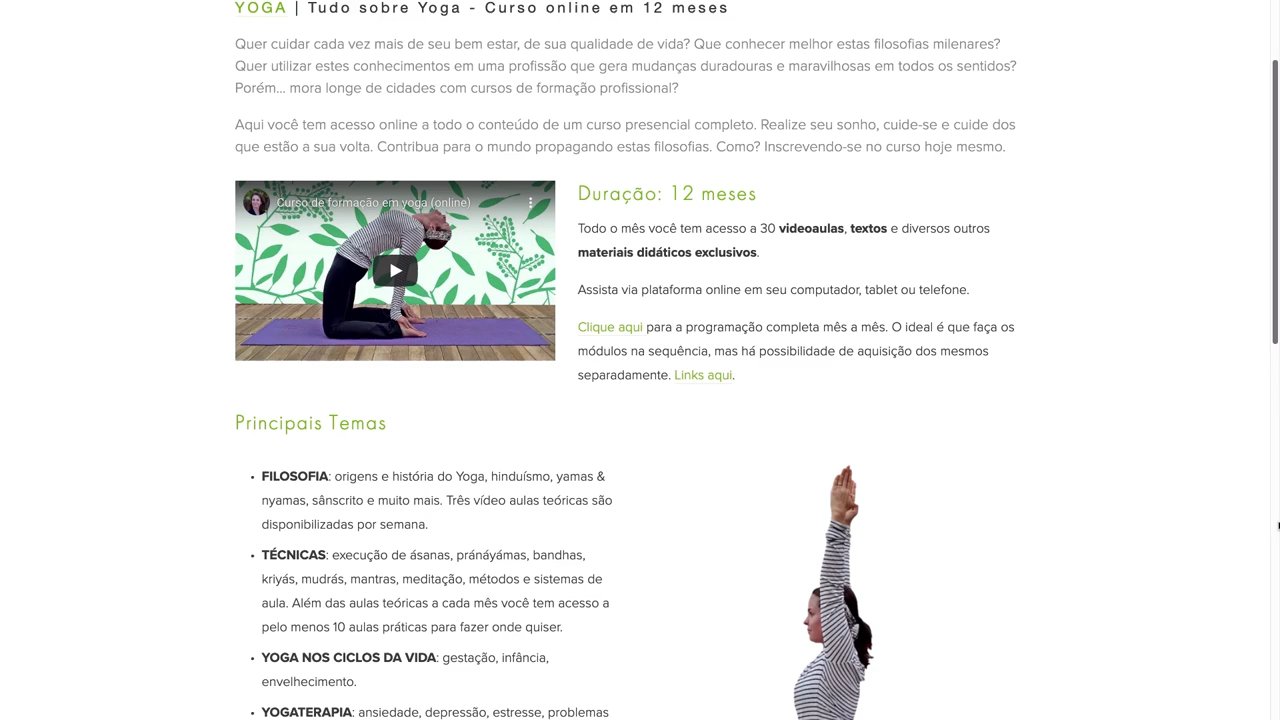 YOGA | Tudo sobre Yoga - Curso online em 12 meses
Quer cuidar cada vez mais de seu bem estar, de sua qualidade de vida? Que conhecer melhor estas filosofias milenares?
Quer utilizar estes conhecimentos em uma profissão que gera mudanças duradouras e maravilhosas em todos os sentidos?
Porém... mora longe de cidades com cursos de formação profissional?
Aqui você tem acesso online a todo o conteúdo de um curso presencial completo. Realize seu sonho, cuide-se e cuide dos
que estão a sua volta. Contribua para o mundo propagando estas filosofias. Como? Inscrevendo-se no curso hoje mesmo.
Curso de formação em yoga (online)
Duração: 12 meses
Todo o mês você tem acesso a 30 videoaulas, textos e diversos outros
materiais didáticos exclusivos.
Assista via plataforma online em seu computador, tablet ou telefone.
Clique aqui para a programação completa mês a mês. O ideal é que faça os
módulos na sequência, mas há possibilidade de aquisição dos mesmos
separadamente. Links aqui.
Principais Temas
• FILOSOFIA: origens e história do Yoga, hinduísmo, yamas &
nyamas, sânscrito e muito mais. Três vídeo aulas teóricas são
disponibilizadas por semana.
• TÉCNICAS: execução de ásanas, pránáyámas, bandhas,
kriyás, mudrás, mantras, meditação, métodos e sistemas de
aula. Além das aulas teóricas a cada mês você tem acesso a
pelo menos 10 aulas práticas para fazer onde quiser.
• YOGA NOS CICLOS DA VIDA: gestação, infância,
envelhecimento.
• YOGATERAPIA: ansiedade, depressão, estresse, problemas